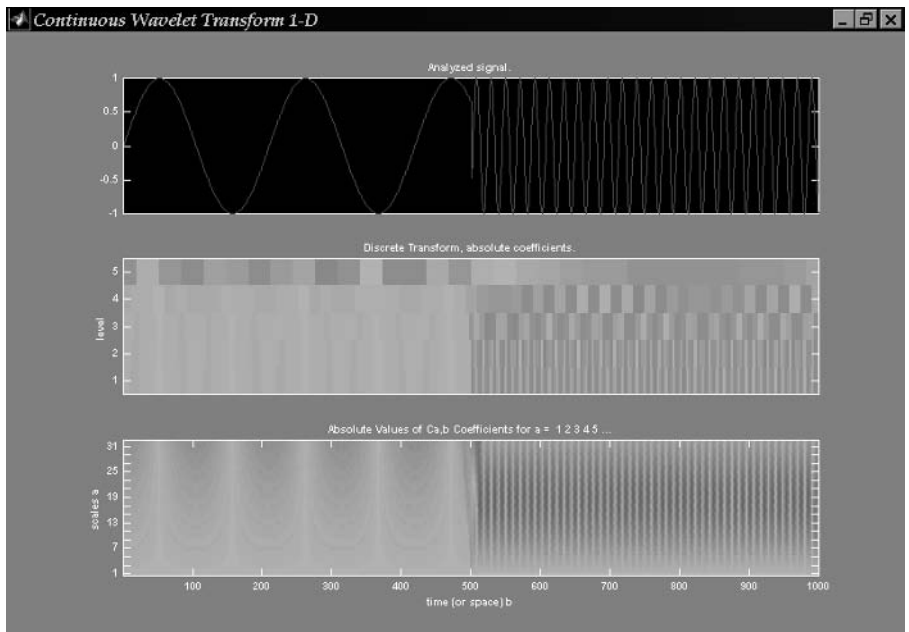 Continuous Wavelet Transform 1-D
Analyzed signal.
1
0.5
0
-0.5
-1
Discrete Transform, absolute coefficients.
5
4
3
2
1
level
Absolute Values of Ca,b Coefficients for a = 1 2 3 4 5 ...
31
25
19
13
7
1
scales a
100 200 300 400 500 600 700 800 900 1000
time (or space) b